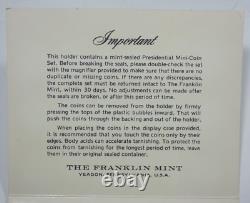 Important
This holder contains a mint-sealed Presidential Mini-Coin
Set. Before breaking the seals, please double-check the set
with the magnifier provided to make sure that there are no
duplicate or missing coins. If there are any discrepancies,
the complete set must be returned to The Franklin
Mint, within 30 days. No adjustments can be made after
the seals are broken, or after this period of time.
The coins can be removed from the holder by firmly
pressing the tops of the plastic bubbles inward. That will
push the coins through the backing and out of the holder.
When placing the coins in the display case provided,
it is recommended that you touch the coins on their
edges only. Body acids can accelerate tarnishing. To protect the
coins from tarnishing for the longest period of time, leave
them in their original sealed container.
THE FRANKLIN MINT
YEADON, PENNSYLVANIA, U.S.A.